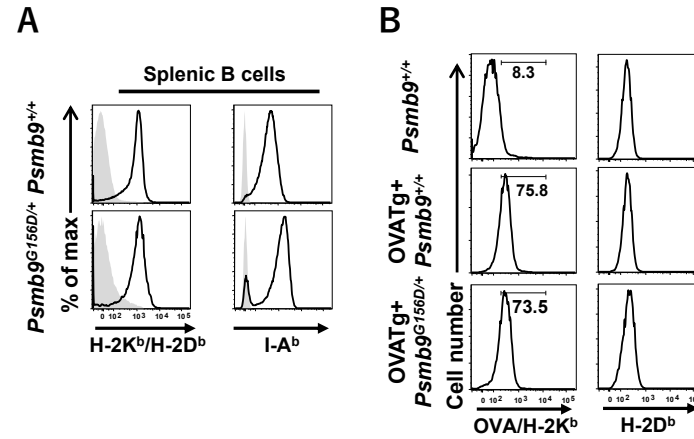 A
Splenic B cells
Psmb9+/+
Psmb9G156D/+
% of max
0 10² 10³ 10⁴ 10⁵
H-2Kᵇ/H-2Dᵇ
I-Aᵇ
B
Psmb9+/+
OVATg+
Psmb9+/+
OVATg+
Psmb9G156D/+
Cell number
8.3
75.8
73.5
0 10² 10³ 10⁴ 10⁵
0 10² 10³ 10⁴ 10⁵
OVA/H-2Kᵇ
H-2Dᵇ